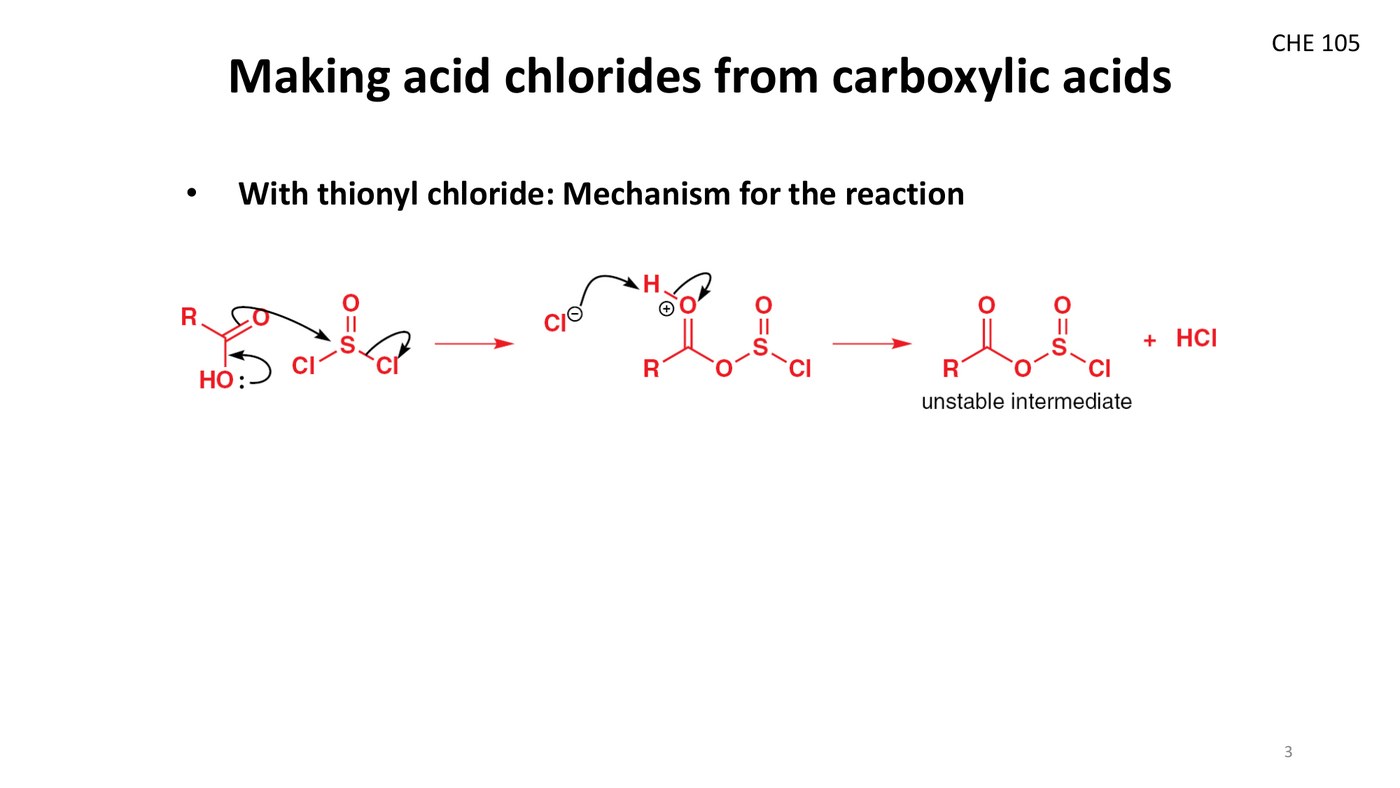 CHE 105
Making acid chlorides from carboxylic acids
• With thionyl chloride: Mechanism for the reaction
R O HO: O S Cl Cl
Cl⊖ H ⊕ O R O O S Cl
O R O O S Cl + HCl
unstable intermediate
3